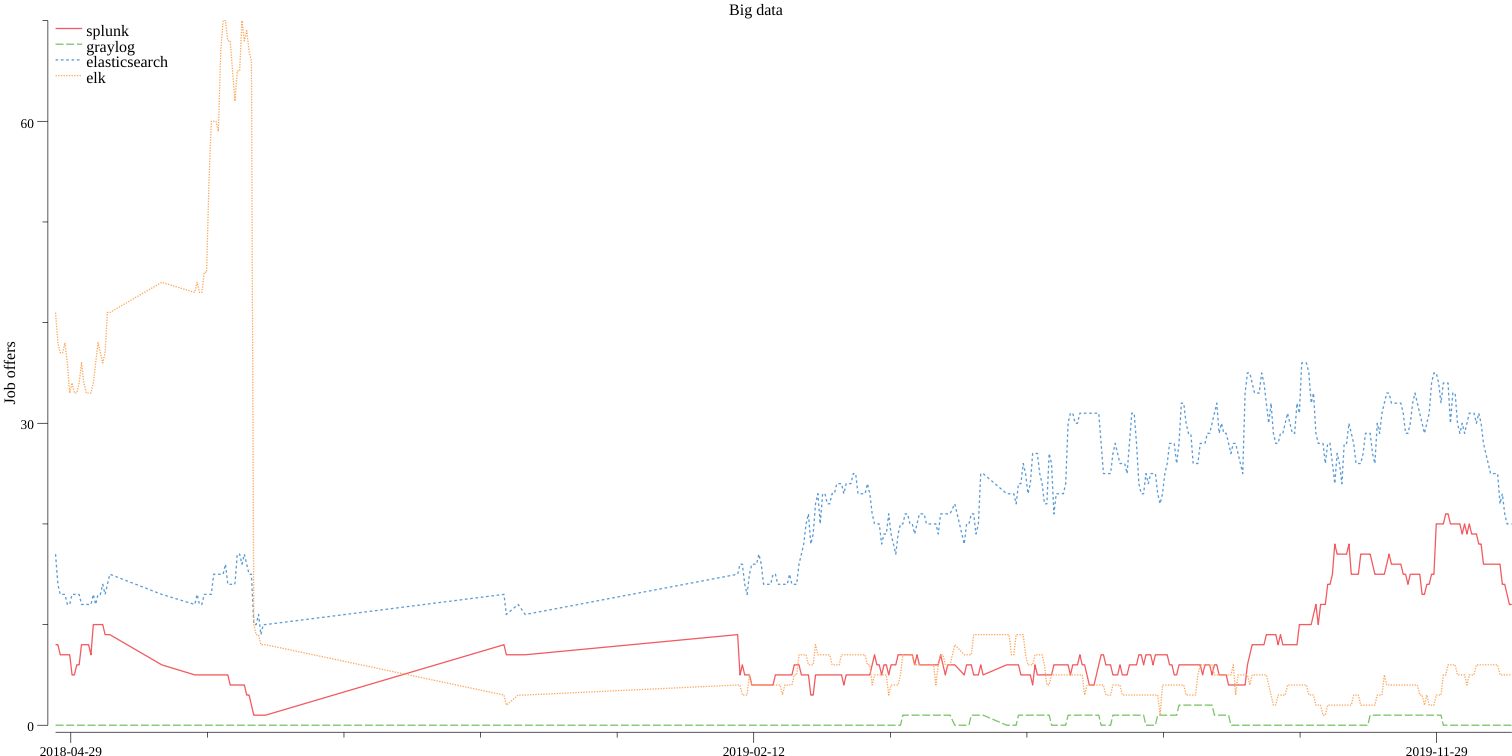 Big data
splunk
graylog
elasticsearch
elk
60
Job offers
30
0
2018-04-29
2019-02-12
2019-11-29